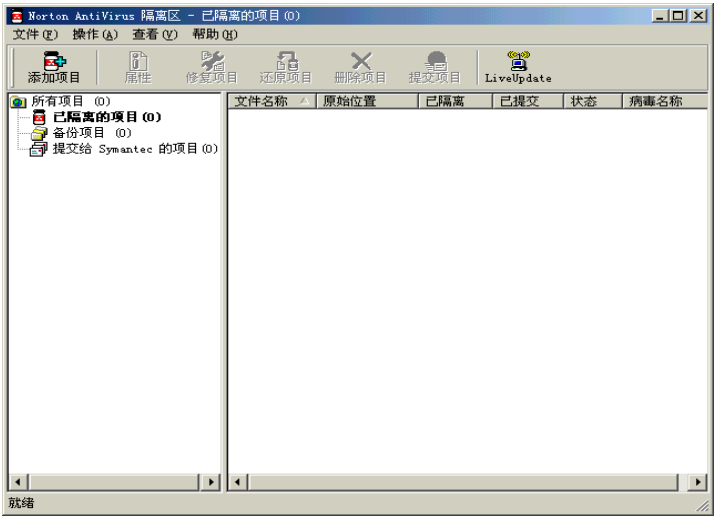 Norton AntiVirus 隔离区 - 已隔离的项目(0)
文件(F) 操作(A) 查看(V) 帮助(H)
添加项目 属性 修复项目 还原项目 删除项目 提交项目 LiveUpdate
所有项目 (0)
已隔离的项目(0)
备份项目 (0)
提交给 Symantec 的项目(0)
文件名称 原始位置 已隔离 已提交 状态 病毒名称
就绪